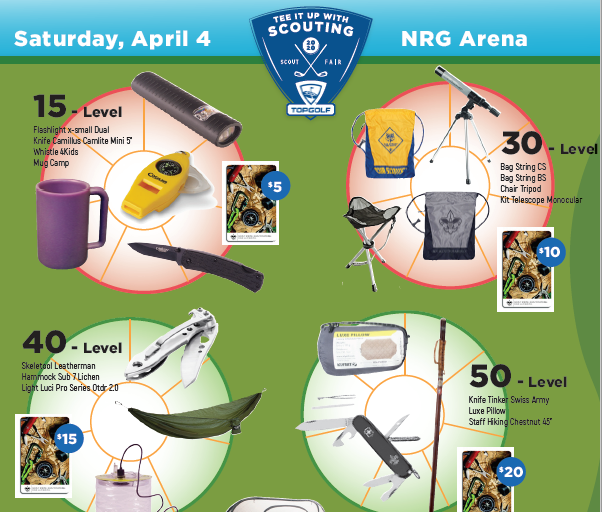 Saturday, April 4
TEE IT UP WITH
SCOUTING
2020
SCOUT FAIR
TOPGOLF
NRG Arena
15 - Level
Flashlight x-small Dual
Knife Camillus Camlite Mini 5"
Whistle 4Kids
Mug Camp
$5
30 - Level
Bag String CS
Bag String BS
Chair Tripod
Kit Telescope Monocular
$10
40 - Level
Skeletool Leatherman
Hammock Sub 7 Lichen
Light Luci Pro Series Otdr 2.0
$15
LUXE PILLOW
50 - Level
Knife Tinker Swiss Army
Luxe Pillow
Staff Hiking Chestnut 45"
$20